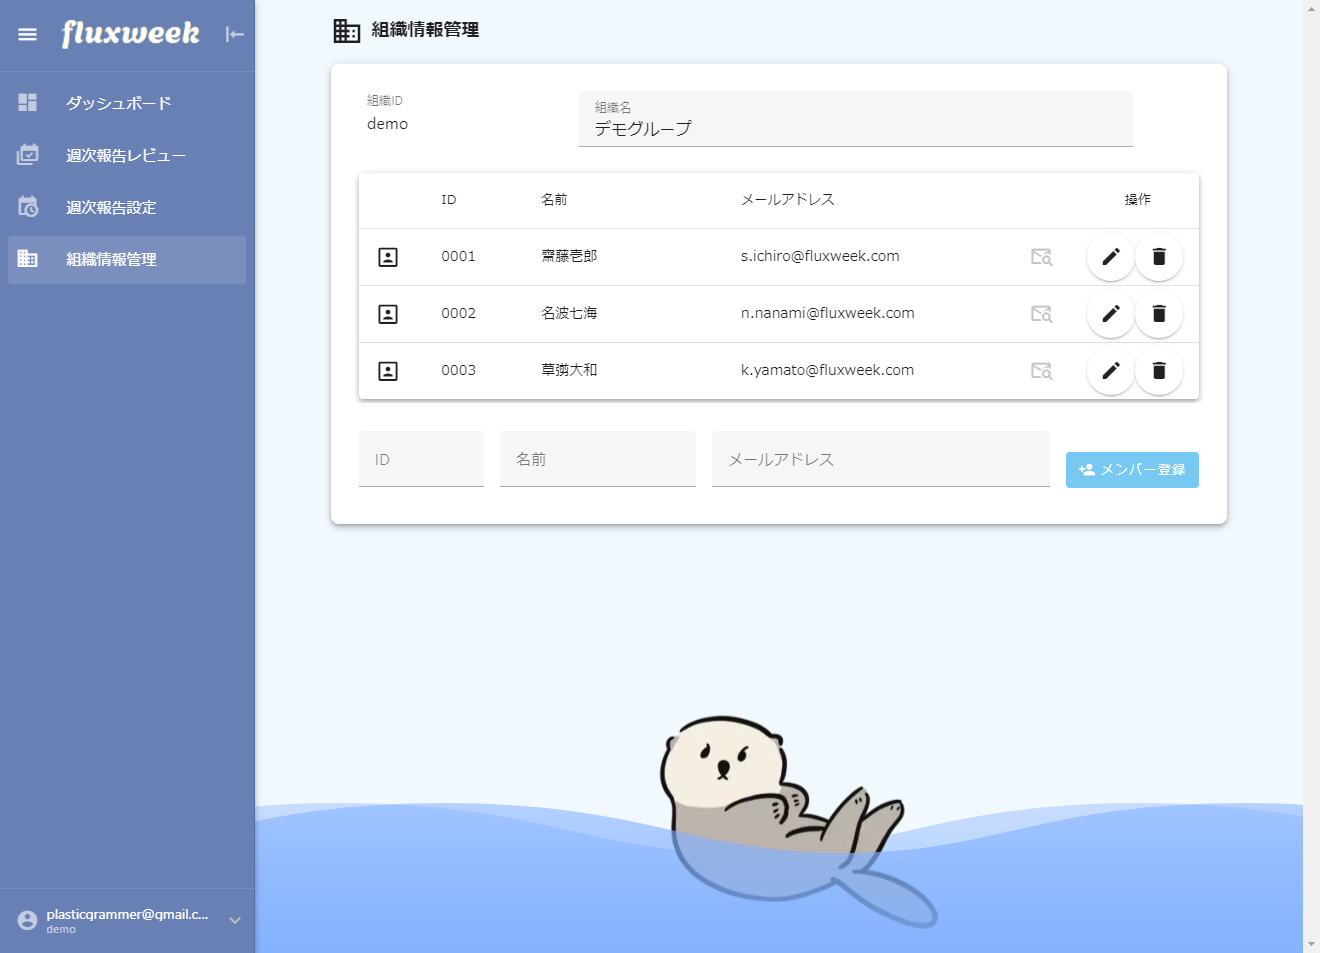 fluxweek
ダッシュボード
週次報告レビュー
週次報告設定
組織情報管理
plasticgrammer@gmail.c...
demo
組織情報管理
組織ID
demo
組織名
デモグループ
ID 名前 メールアドレス 操作
0001 齋藤壱郎 s.ichiro@fluxweek.com
0002 名波七海 n.nanami@fluxweek.com
0003 草彅大和 k.yamato@fluxweek.com
ID 名前 メールアドレス メンバー登録